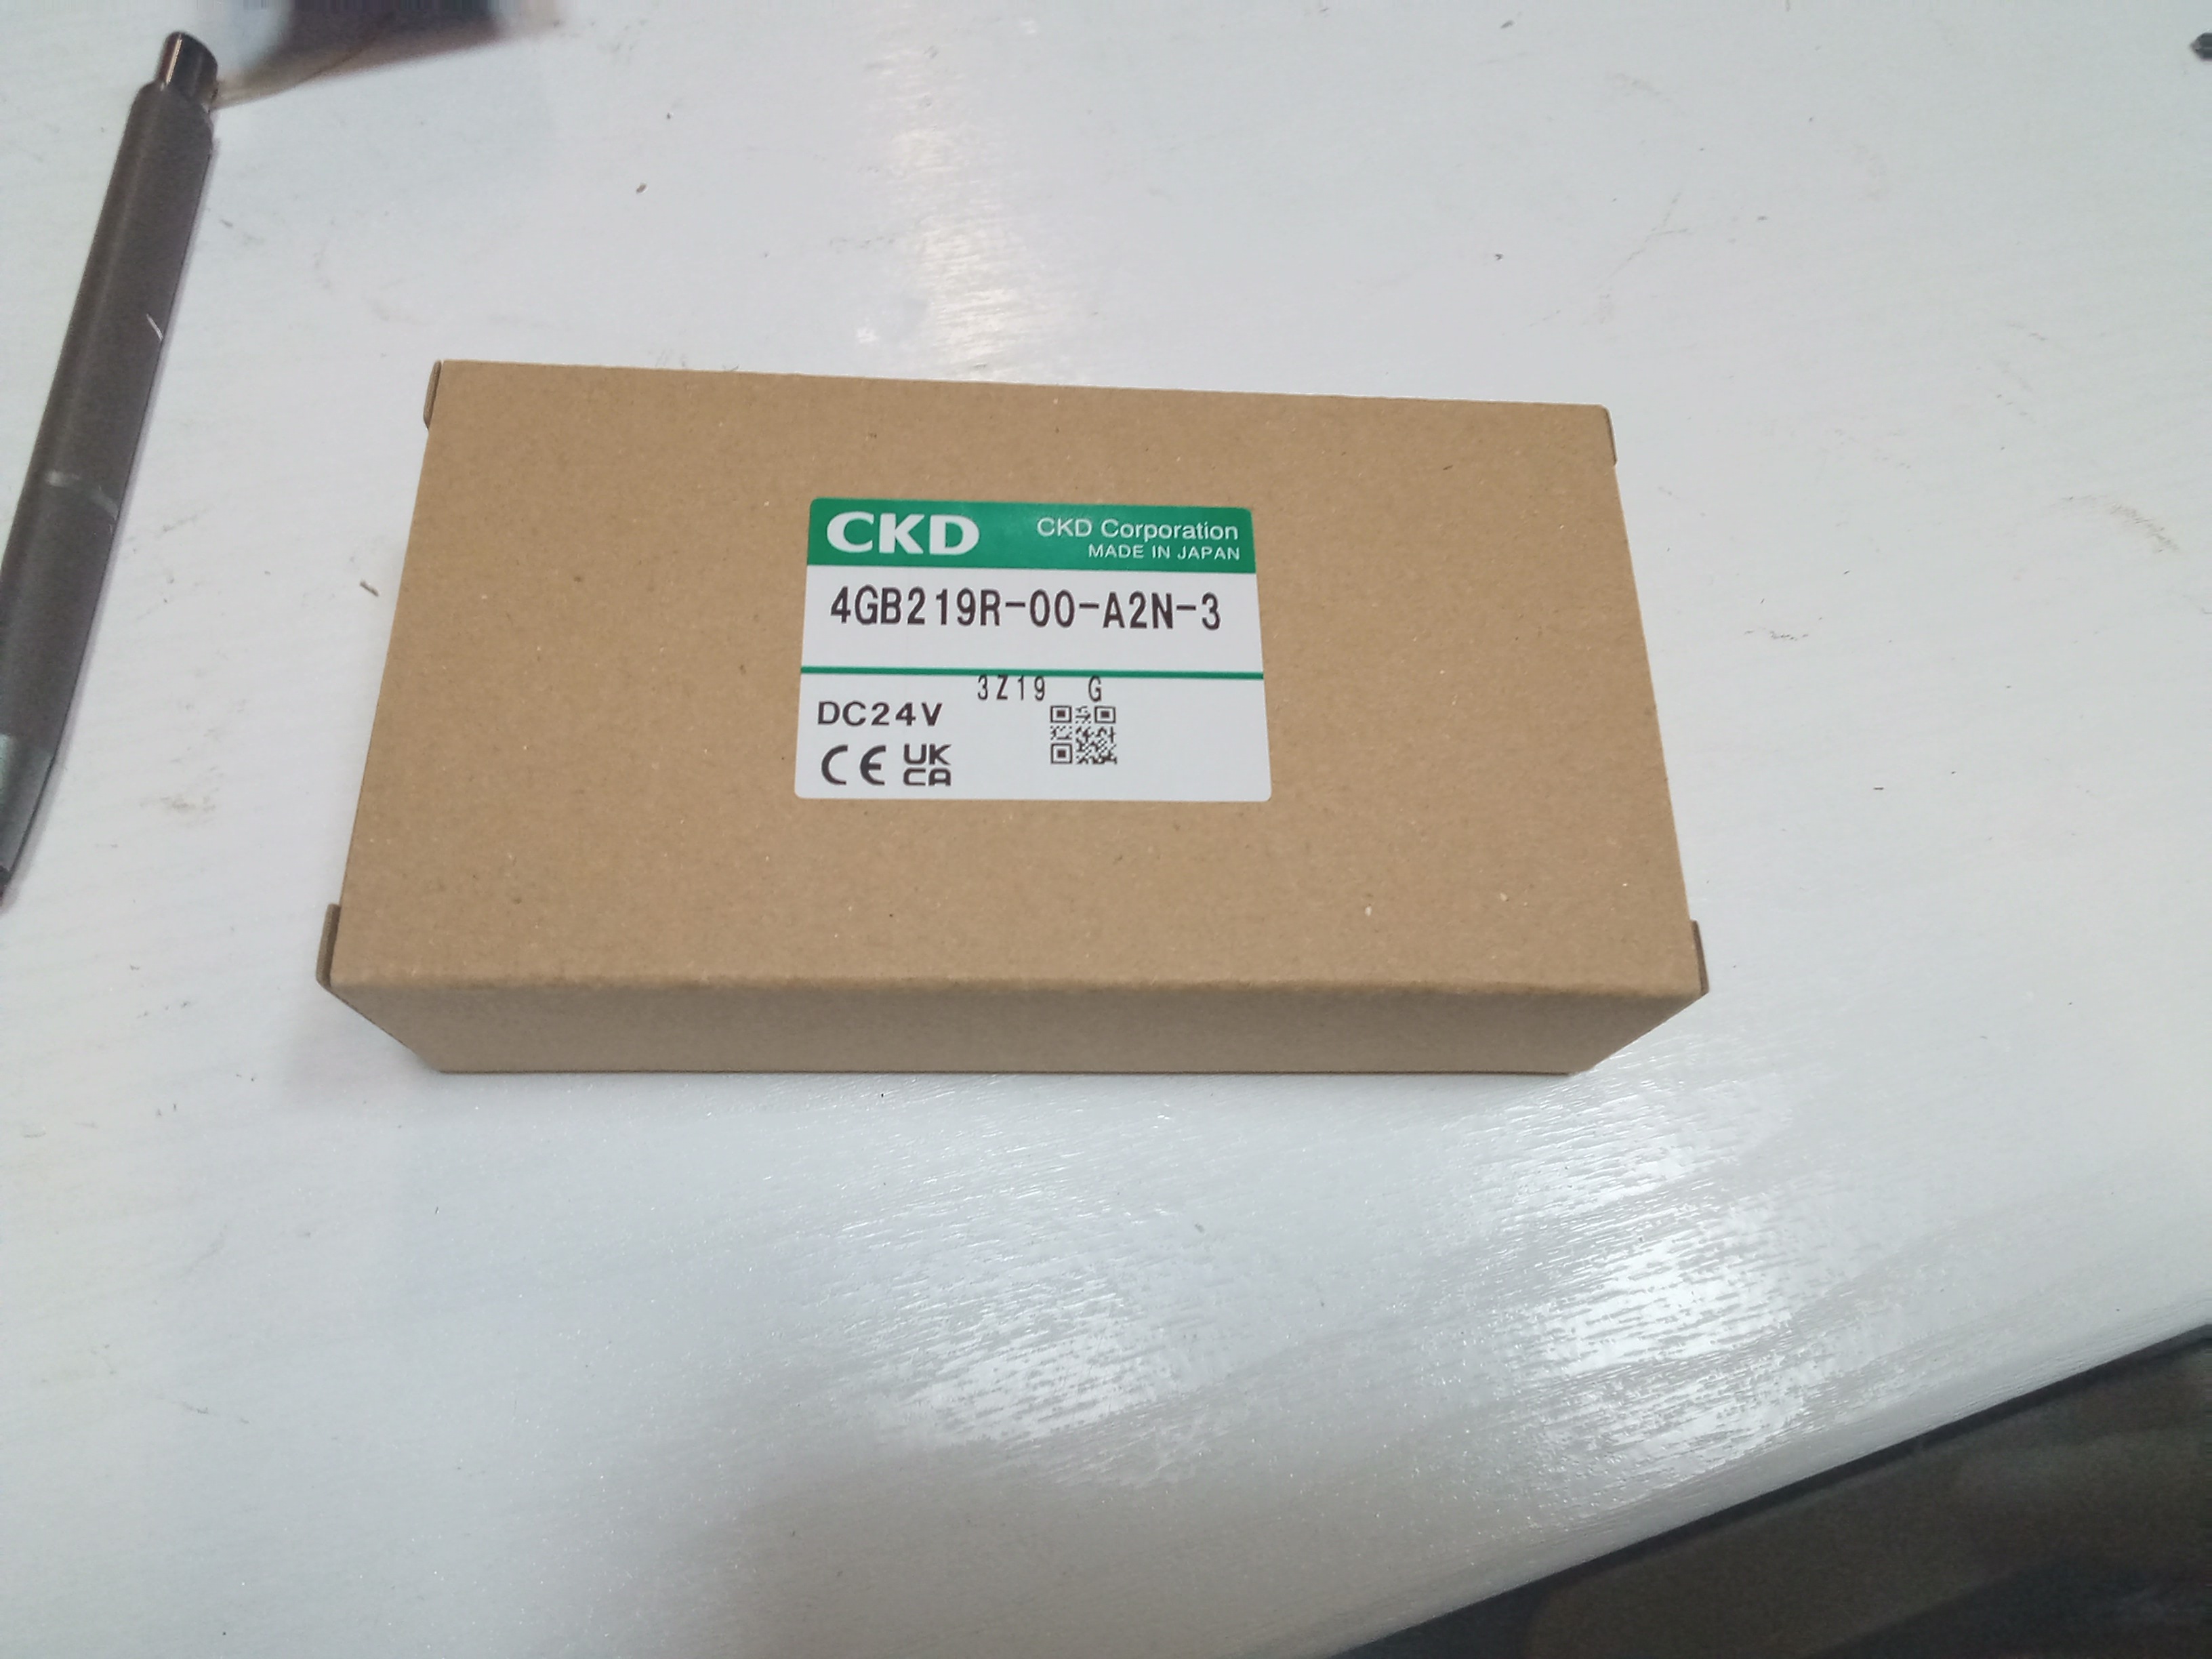 CKD
CKD Corporation
MADE IN JAPAN
4GB219R-00-A2N-3
3Z19 G
DC24V
CE UK
CA